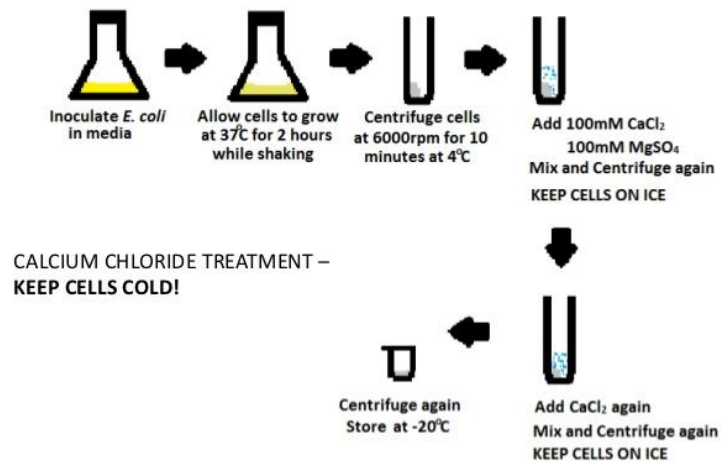 Inoculate E. coli
in media
Allow cells to grow
at 37℃ for 2 hours
while shaking
Centrifuge cells
at 6000rpm for 10
minutes at 4℃
Add 100mM CaCl₂
100mM MgSO₄
Mix and Centrifuge again
KEEP CELLS ON ICE
CALCIUM CHLORIDE TREATMENT –
KEEP CELLS COLD!
Add CaCl₂ again
Mix and Centrifuge again
KEEP CELLS ON ICE
Centrifuge again
Store at -20℃